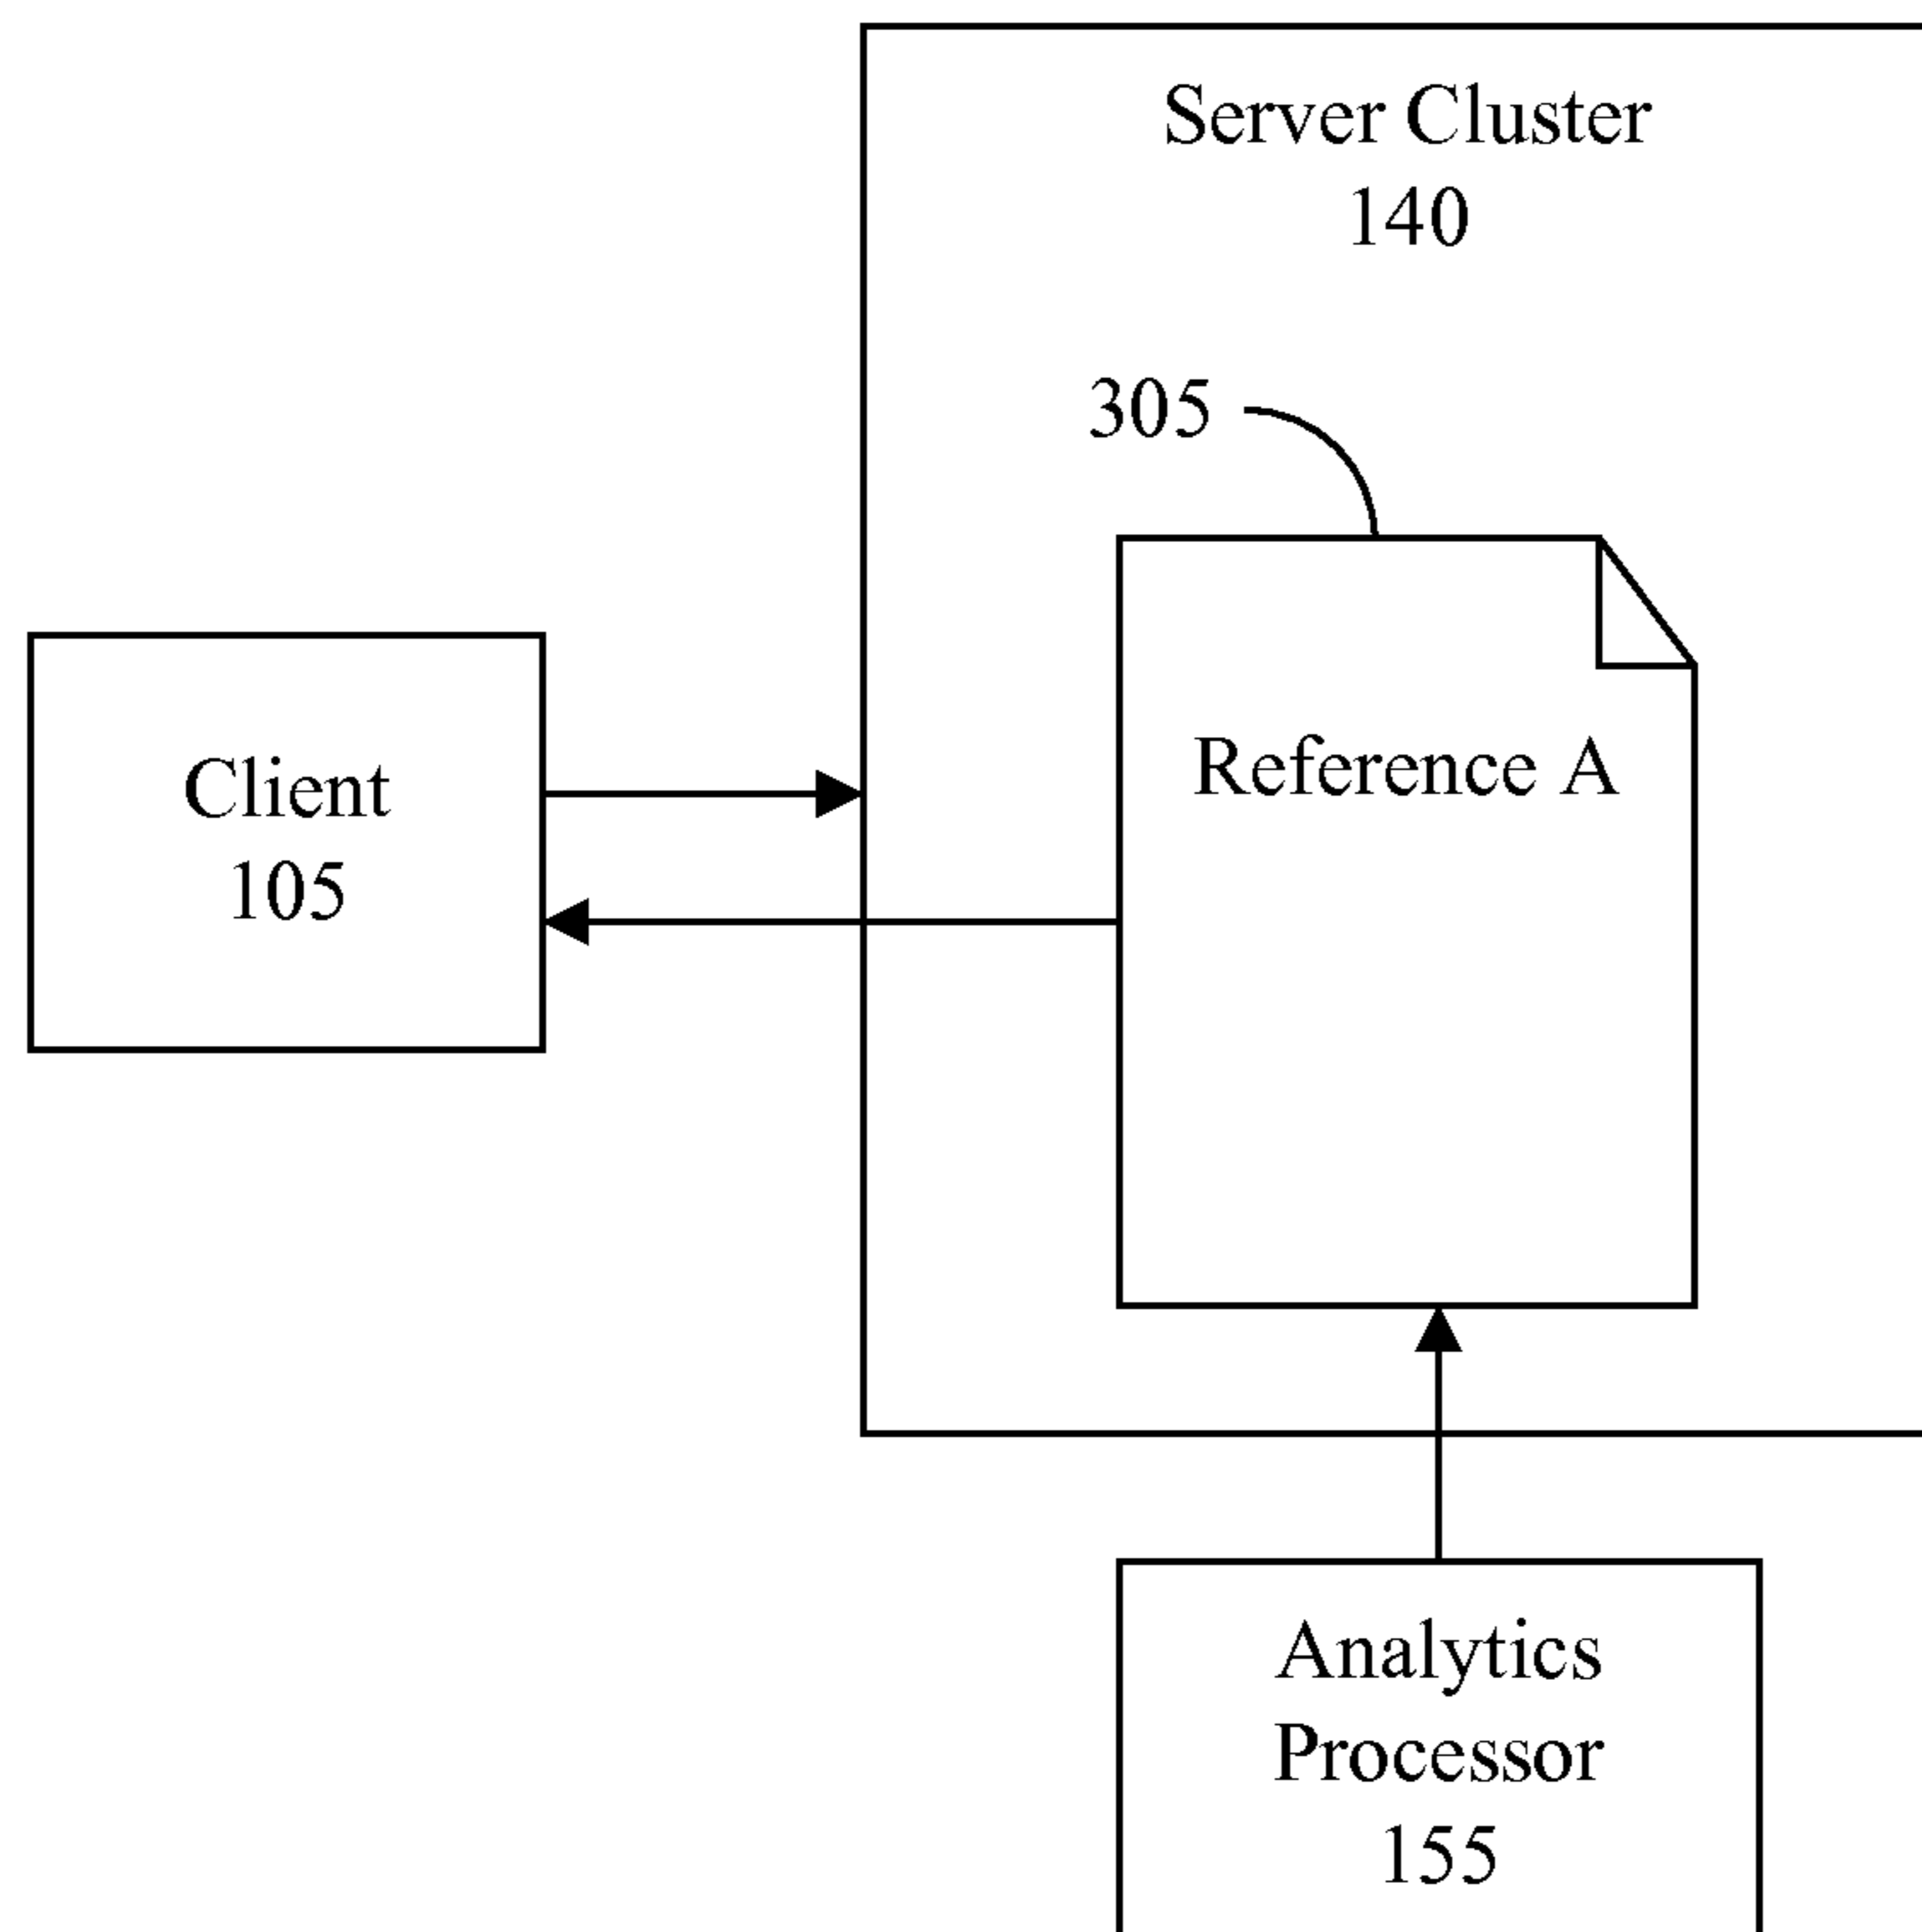 Server Cluster
140
305
Reference A
Client
105
Analytics
Processor
155